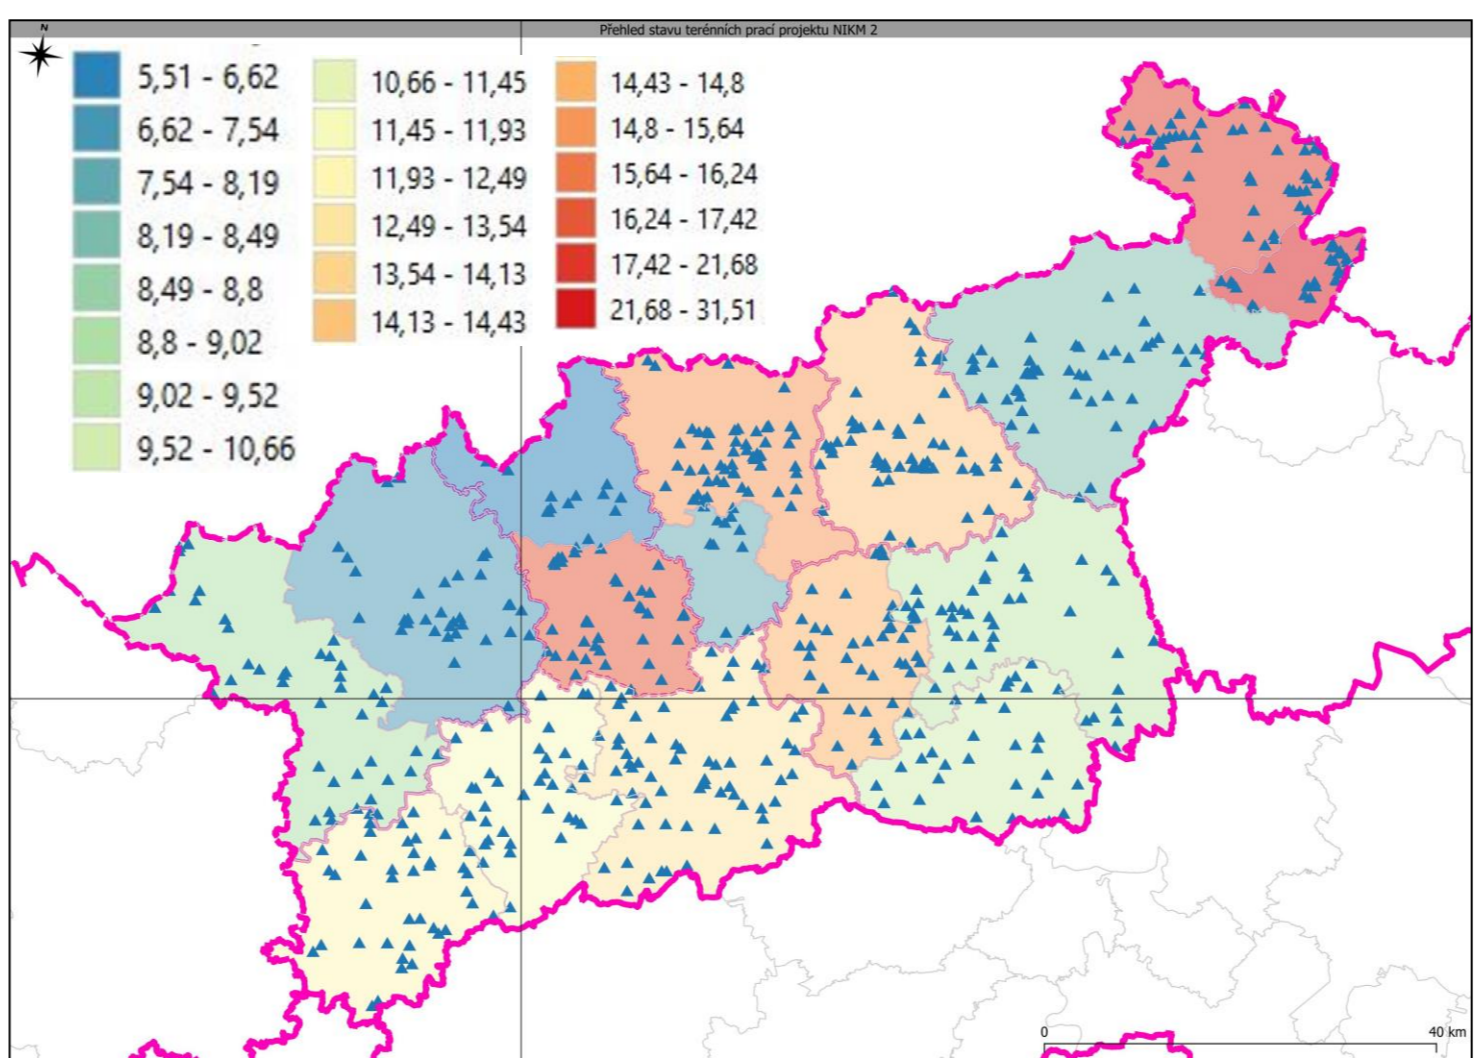 Přehled stavu terénních prací projektu NIKM 2
N
5,51 - 6,62
6,62 - 7,54
7,54 - 8,19
8,19 - 8,49
8,49 - 8,8
8,8 - 9,02
9,02 - 9,52
9,52 - 10,66
10,66 - 11,45
11,45 - 11,93
11,93 - 12,49
12,49 - 13,54
13,54 - 14,13
14,13 - 14,43
14,43 - 14,8
14,8 - 15,64
15,64 - 16,24
16,24 - 17,42
17,42 - 21,68
21,68 - 31,51
0 40 km